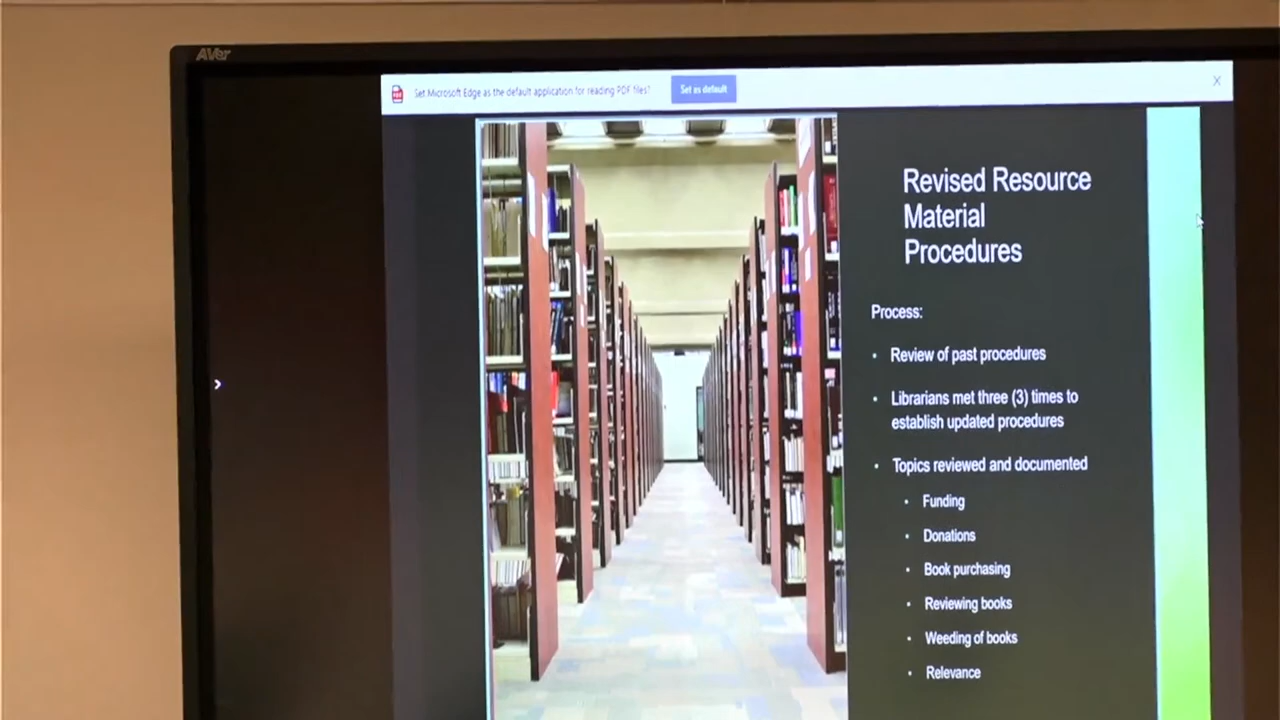 AVer
Set Microsoft Edge as the default application for reading PDF files?
Set as default
Revised Resource
Material
Procedures
Process:
• Review of past procedures
• Librarians met three (3) times to
establish updated procedures
• Topics reviewed and documented
• Funding
• Donations
• Book purchasing
• Reviewing books
• Weeding of books
• Relevance